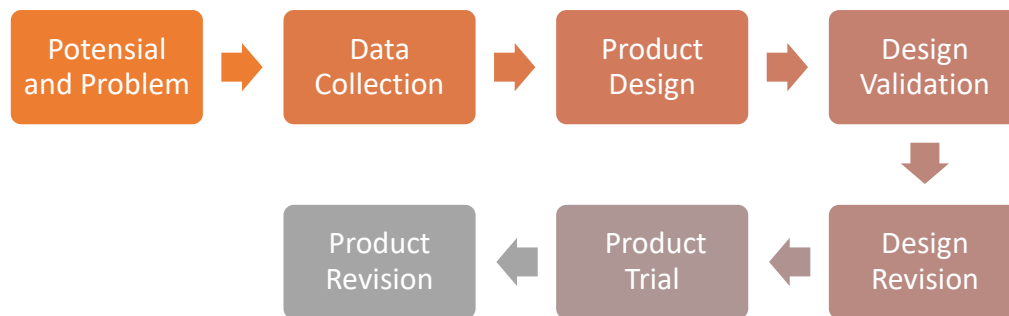 Potensial
and Problem
Data
Collection
Product
Design
Design
Validation
Design
Revision
Product
Trial
Product
Revision